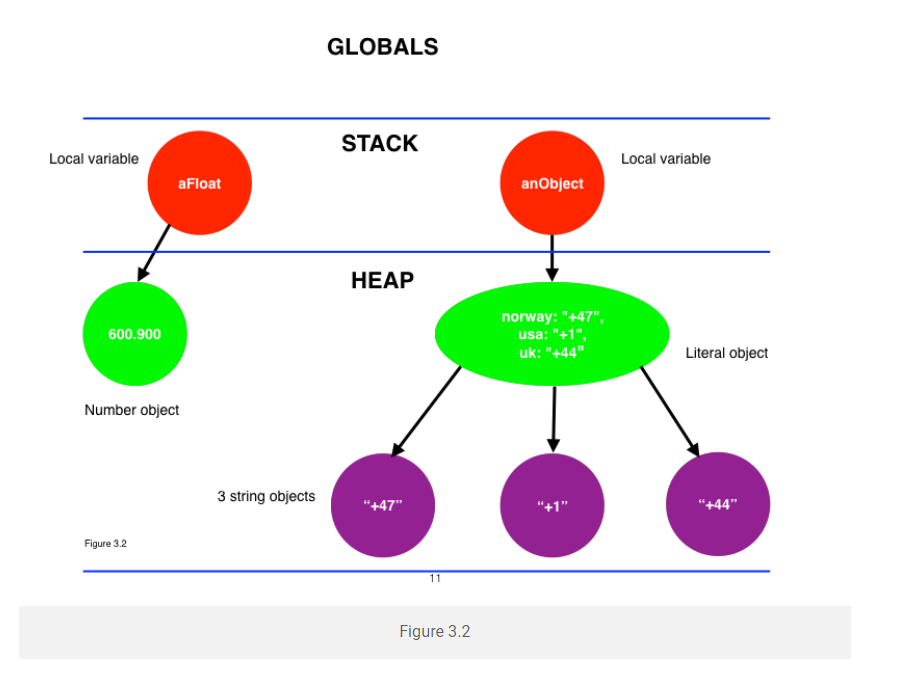 GLOBALS
STACK
Local variable
aFloat
anObject
Local variable
HEAP
600.900
norway: "+47",
usa: "+1",
uk: "+44"
Literal object
Number object
3 string objects
“+47”
“+1”
“+44”
Figure 3.2
11
Figure 3.2